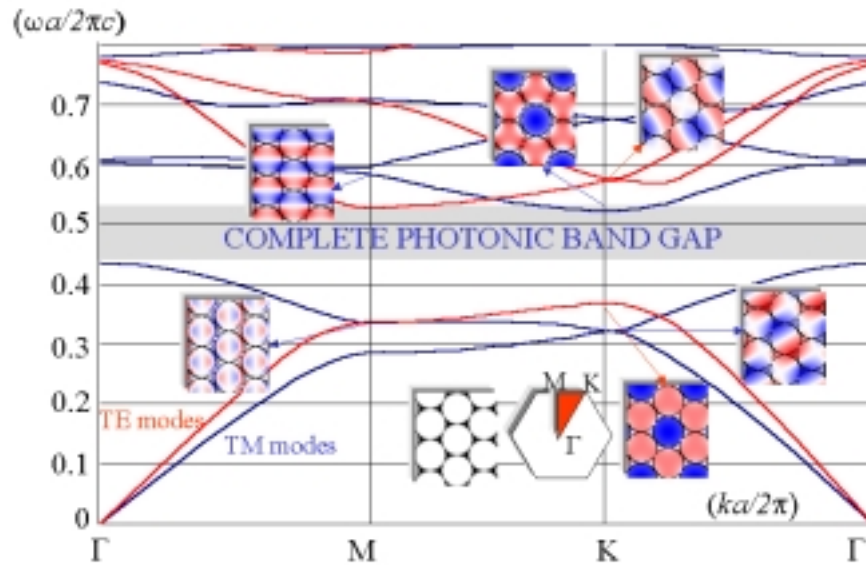 (ωa/2πc)
0.7
0.6
0.5
COMPLETE PHOTONIC BAND GAP
0.4
0.3
M K
0.2
TE modes
Γ
TM modes
0.1
(ka/2π)
0
Γ M K Γ